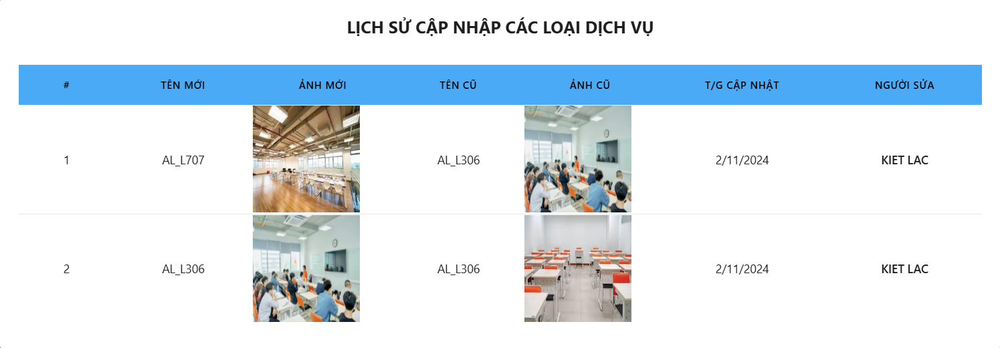 LỊCH SỬ CẬP NHẬP CÁC LOẠI DỊCH VỤ
# TÊN MỚI ẢNH MỚI TÊN CŨ ẢNH CŨ T/G CẬP NHẬT NGƯỜI SỬA
1 AL_L707 AL_L306 2/11/2024 KIET LAC
2 AL_L306 AL_L306 2/11/2024 KIET LAC